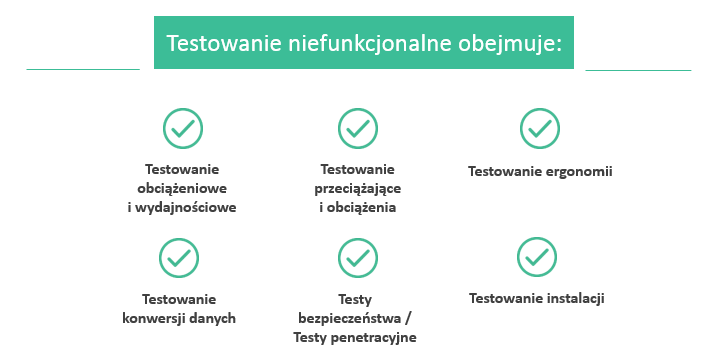 Testowanie niefunkcjonalne obejmuje:
Testowanie
obciążeniowe
i wydajnościowe
Testowanie
przeciążające
i obciążenia
Testowanie ergonomii
Testowanie
konwersji danych
Testy
bezpieczeństwa /
Testy penetracyjne
Testowanie instalacji